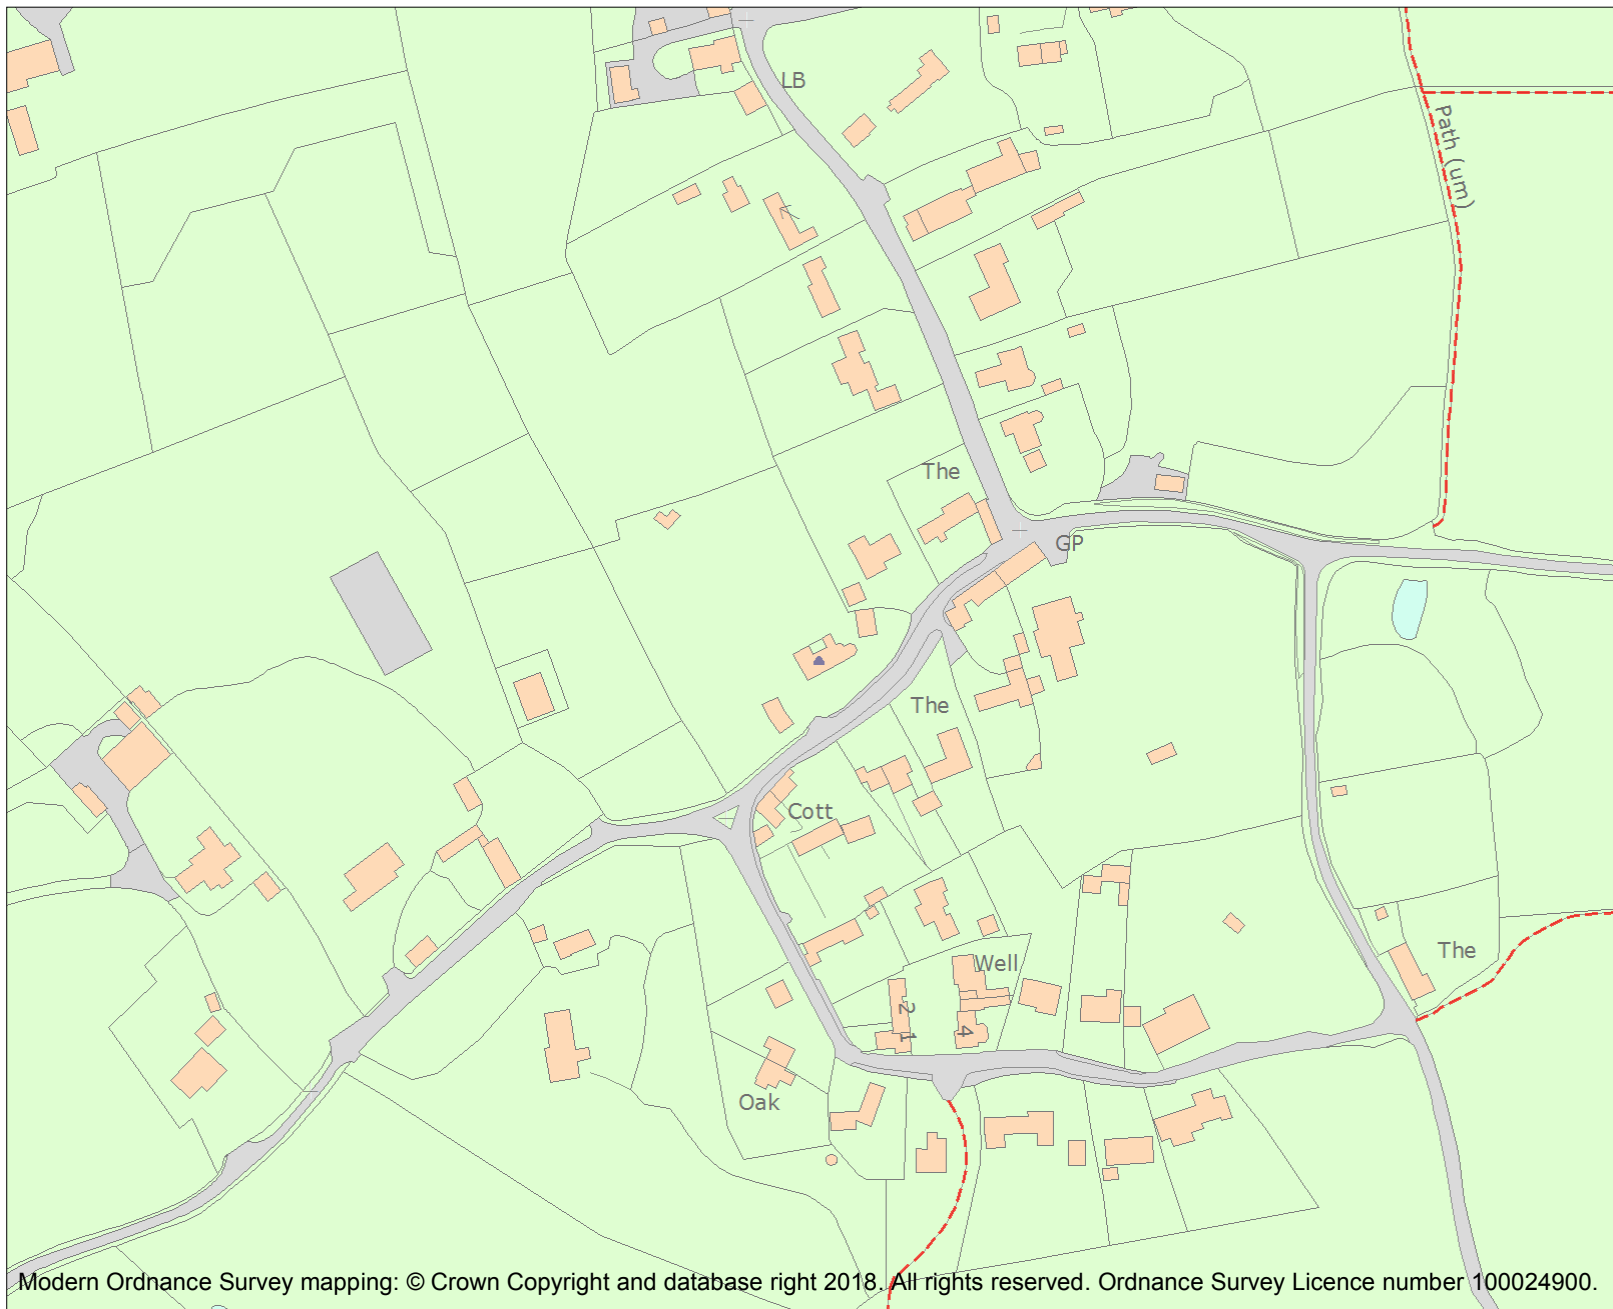 LB
Path (um)
The
GP
The
Cott
The
Well
2
1
4
Oak
Modern Ordnance Survey mapping: © Crown Copyright and database right 2018. All rights reserved. Ordnance Survey Licence number 100024900.